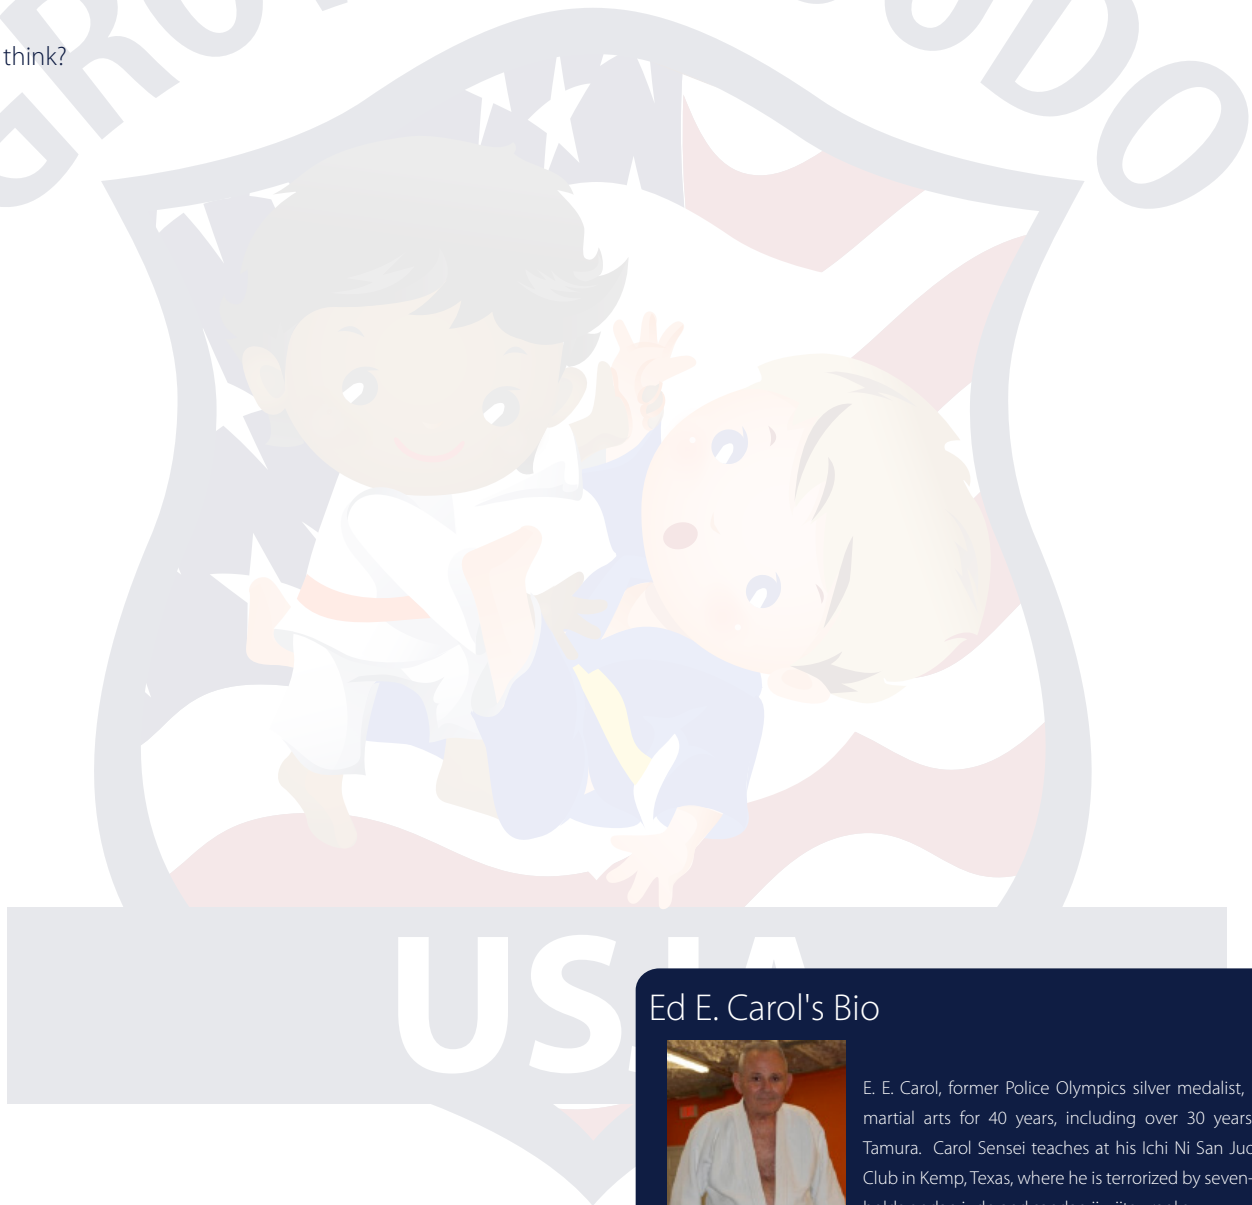 think?
JUDO
USJA
Ed E. Carol's Bio
E. E. Carol, former Police Olympics silver medalist,
martial arts for 40 years, including over 30 years
Tamura. Carol Sensei teaches at his Ichi Ni San Jud
Club in Kemp, Texas, where he is terrorized by seven-